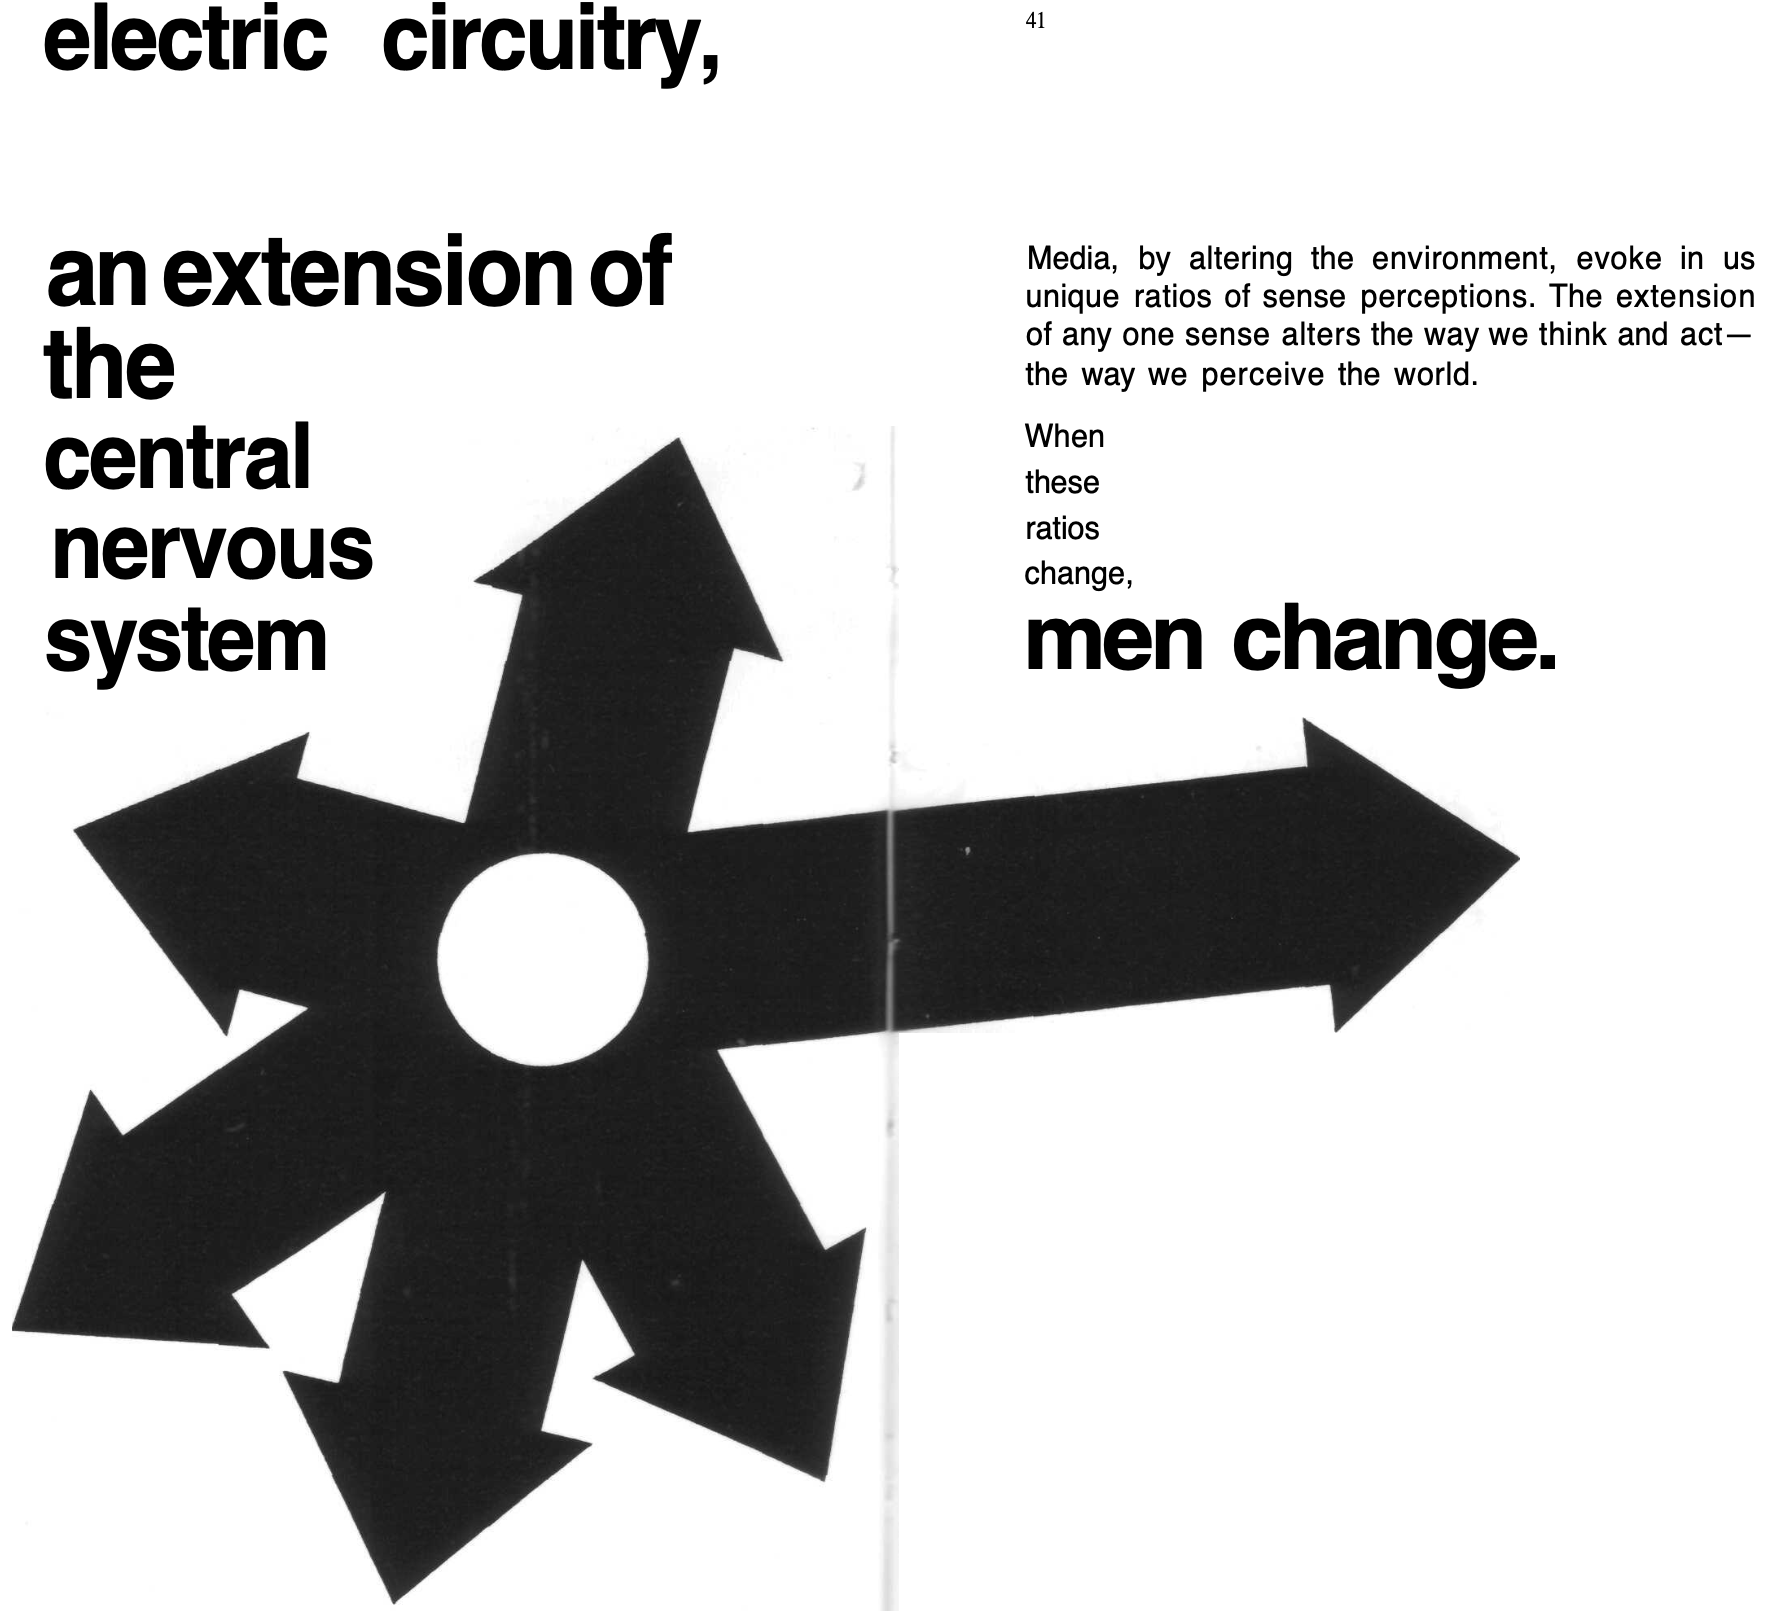 electric circuitry,
an extension of
the
central
nervous
system
41
Media, by altering the environment, evoke in us
unique ratios of sense perceptions. The extension
of any one sense alters the way we think and act—
the way we perceive the world.
When
these
ratios
change,
men change.